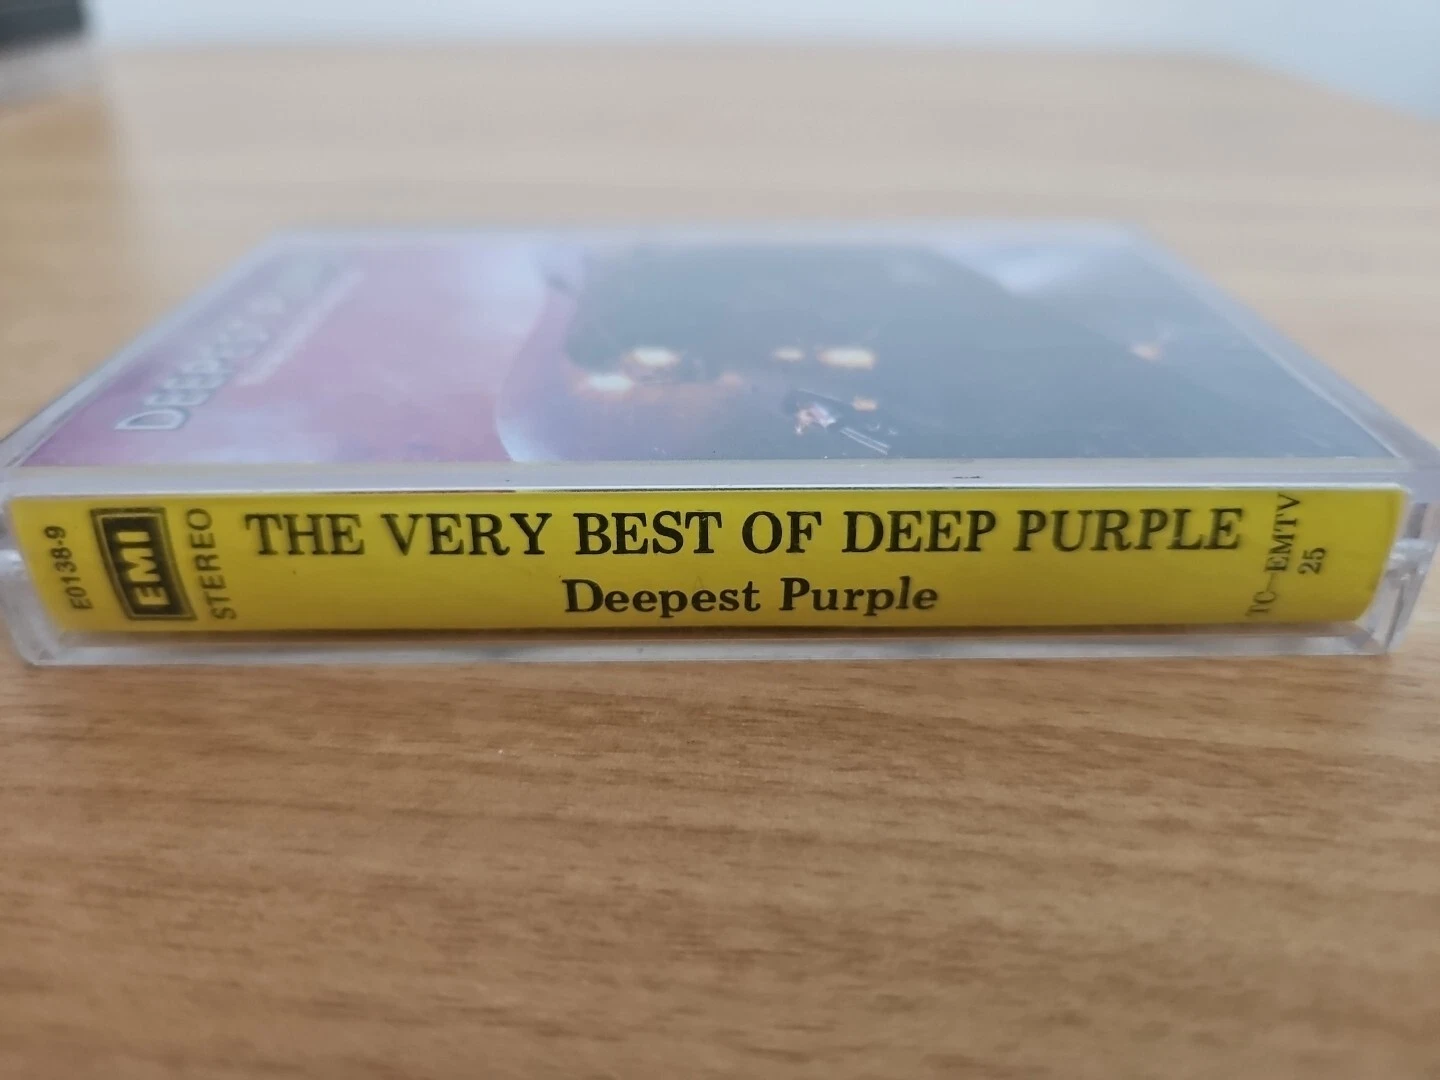 E0138-9
EMI
STEREO
THE VERY BEST OF DEEP PURPLE
Deepest Purple
TC—EMTV
25